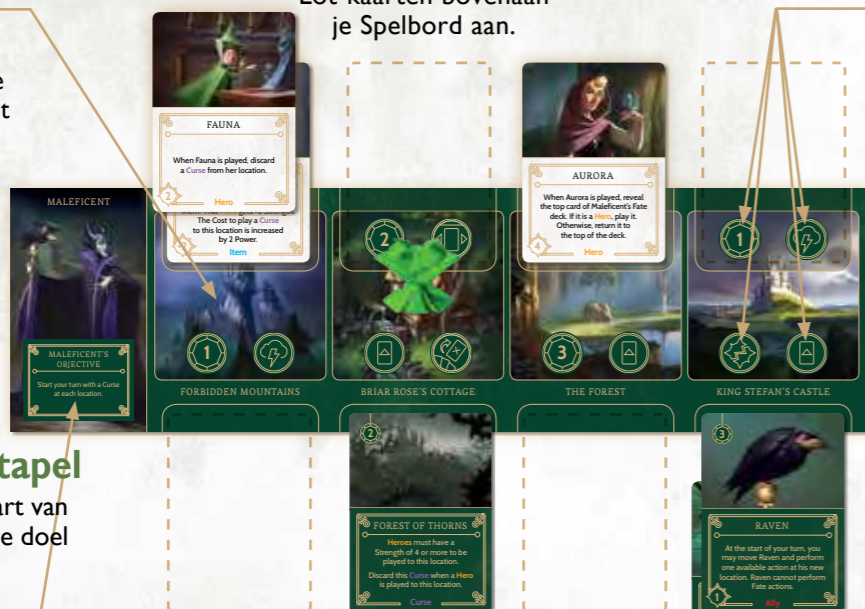 je Spelbord aan.
e
t
FAUNA
When Fauna is played, discard
a Curse from her location.
2
Hero
The Cost to play a Curse
to this location is increased
by 2 Power.
Item
AURORA
When Aurora is played, reveal
the top card of Maleficent's Fate
deck. If it is a Hero, play it.
Otherwise, return it to
the top of the deck.
4
Hero
MALEFICENT
MALEFICENT'S
OBJECTIVE
Start your turn with a Curse
at each location.
2
1
1
3
FORBIDDEN MOUNTAINS
BRIAR ROSE'S COTTAGE
THE FOREST
KING STEFAN'S CASTLE
tapel
art van
e doel
2
FOREST OF THORNS
Heroes must have a
Strength of 4 or more to be
played to this location.
Discard this Curse when a Hero
is played to this location.
Curse
3
RAVEN
At the start of your turn, you
may move Raven and perform
one available action at his new
location. Raven cannot perform
Fate actions.
1
Ally